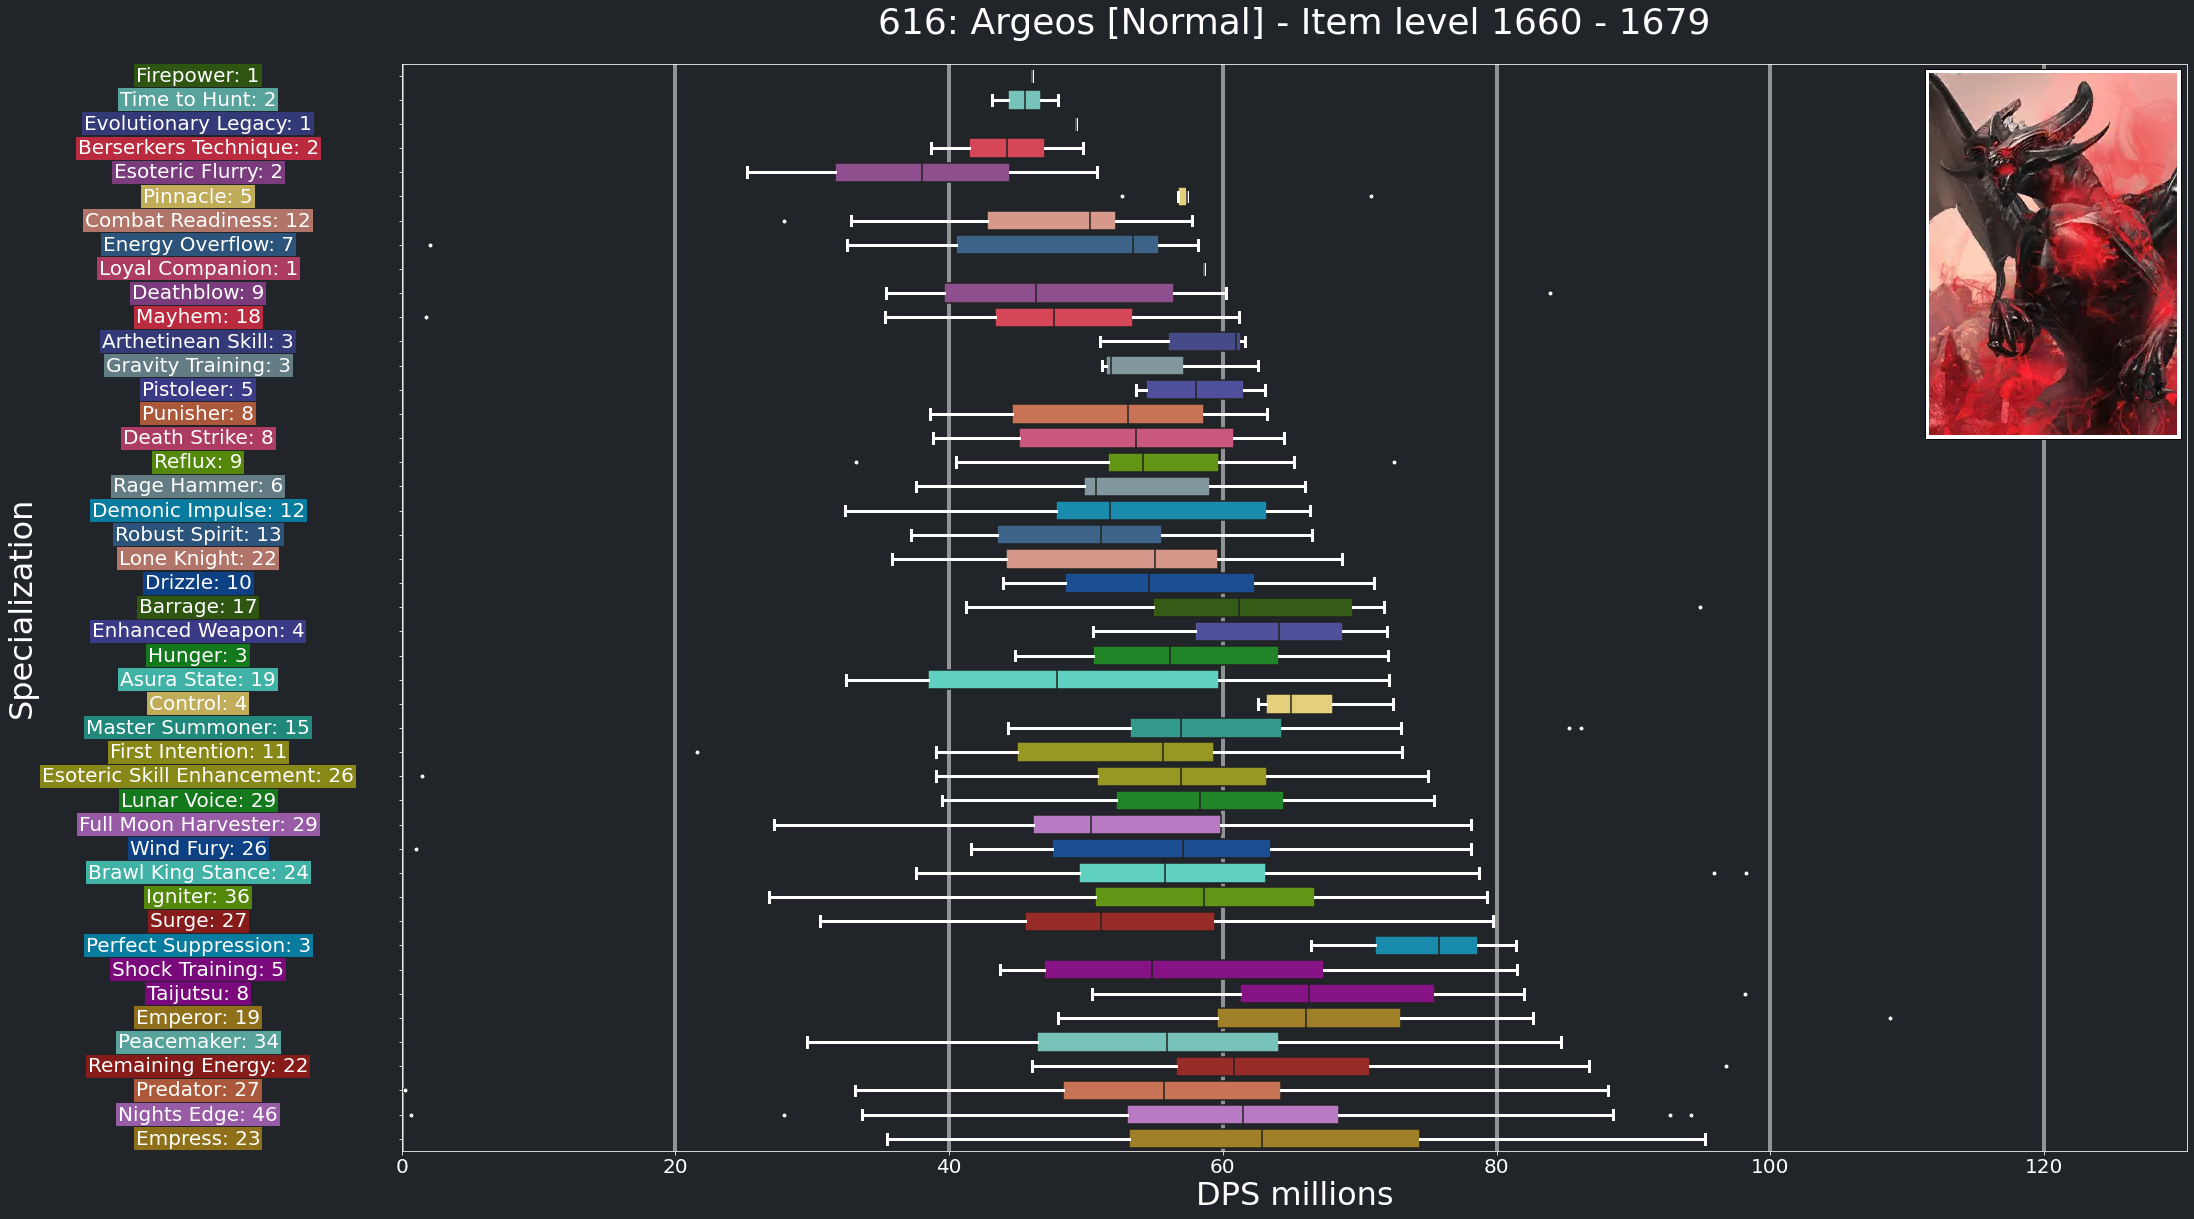 616: Argeos [Normal] - Item level 1660 - 1679
Specialization
Firepower: 1
Time to Hunt: 2
Evolutionary Legacy: 1
Berserkers Technique: 2
Esoteric Flurry: 2
Pinnacle: 5
Combat Readiness: 12
Energy Overflow: 7
Loyal Companion: 1
Deathblow: 9
Mayhem: 18
Arthetinean Skill: 3
Gravity Training: 3
Pistoleer: 5
Punisher: 8
Death Strike: 8
Reflux: 9
Rage Hammer: 6
Demonic Impulse: 12
Robust Spirit: 13
Lone Knight: 22
Drizzle: 10
Barrage: 17
Enhanced Weapon: 4
Hunger: 3
Asura State: 19
Control: 4
Master Summoner: 15
First Intention: 11
Esoteric Skill Enhancement: 26
Lunar Voice: 29
Full Moon Harvester: 29
Wind Fury: 26
Brawl King Stance: 24
Igniter: 36
Surge: 27
Perfect Suppression: 3
Shock Training: 5
Taijutsu: 8
Emperor: 19
Peacemaker: 34
Remaining Energy: 22
Predator: 27
Nights Edge: 46
Empress: 23
0 20 40 60 80 100 120
DPS millions